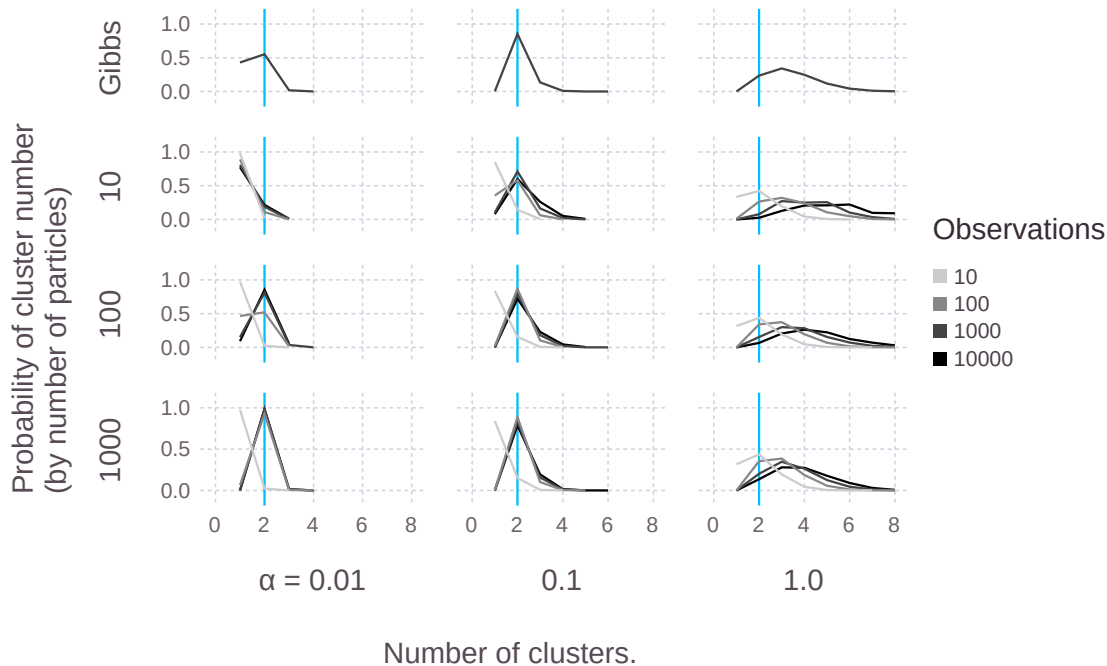 Probability of cluster number
(by number of particles)
Gibbs
1.0
0.5
0.0
10
1.0
0.5
0.0
100
1.0
0.5
0.0
1000
1.0
0.5
0.0
0 2 4 6 8 0 2 4 6 8 0 2 4 6 8
α = 0.01 0.1 1.0
Number of clusters.
Observations
10
100
1000
10000